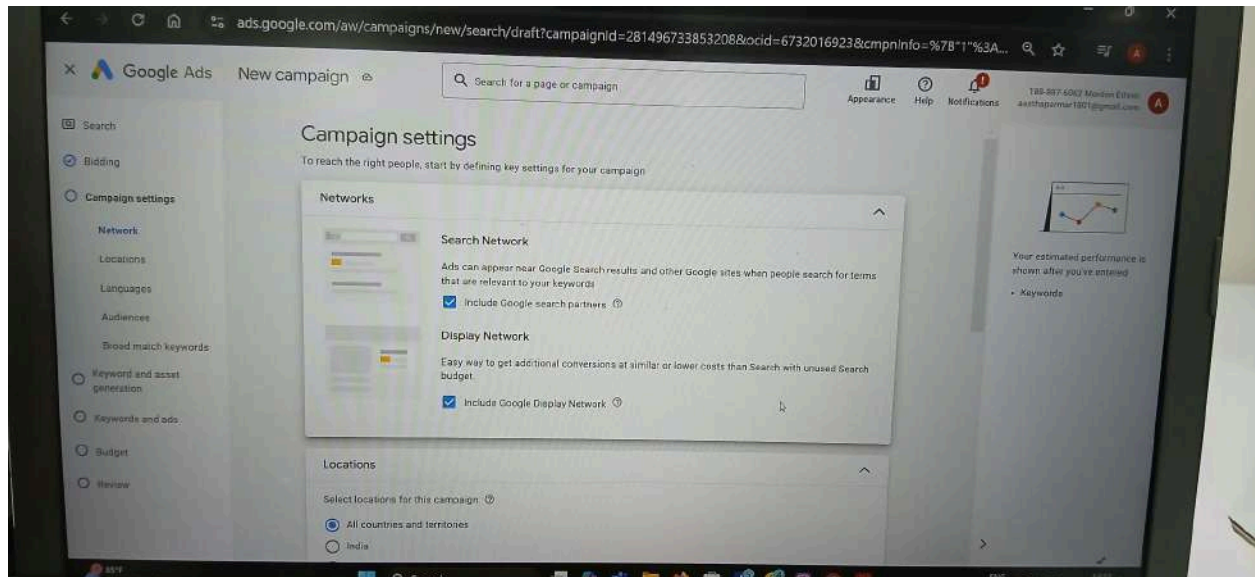 ads.google.com/aw/campaigns/new/search/draft?campaignId=281496733853208&ocid=6732016923&cmpnInfo=%7B"1"%3A...
Google Ads
New campaign
Search for a page or campaign
Appearance
Help
Notifications
A
Search
Bidding
Campaign settings
Network
Locations
Languages
Audiences
Broad match keywords
Keyword and asset
generation
Keywords and ads
Budget
Review
Campaign settings
To reach the right people, start by defining key settings for your campaign
Networks
Search Network
Ads can appear near Google Search results and other Google sites when people search for terms
that are relevant to your keywords
Include Google search partners
Display Network
Easy way to get additional conversions at similar or lower costs than Search with unused Search
budget.
Include Google Display Network
Locations
Select locations for this campaign
All countries and territories
India
Your estimated performance is
shown after you've entered
• Keywords